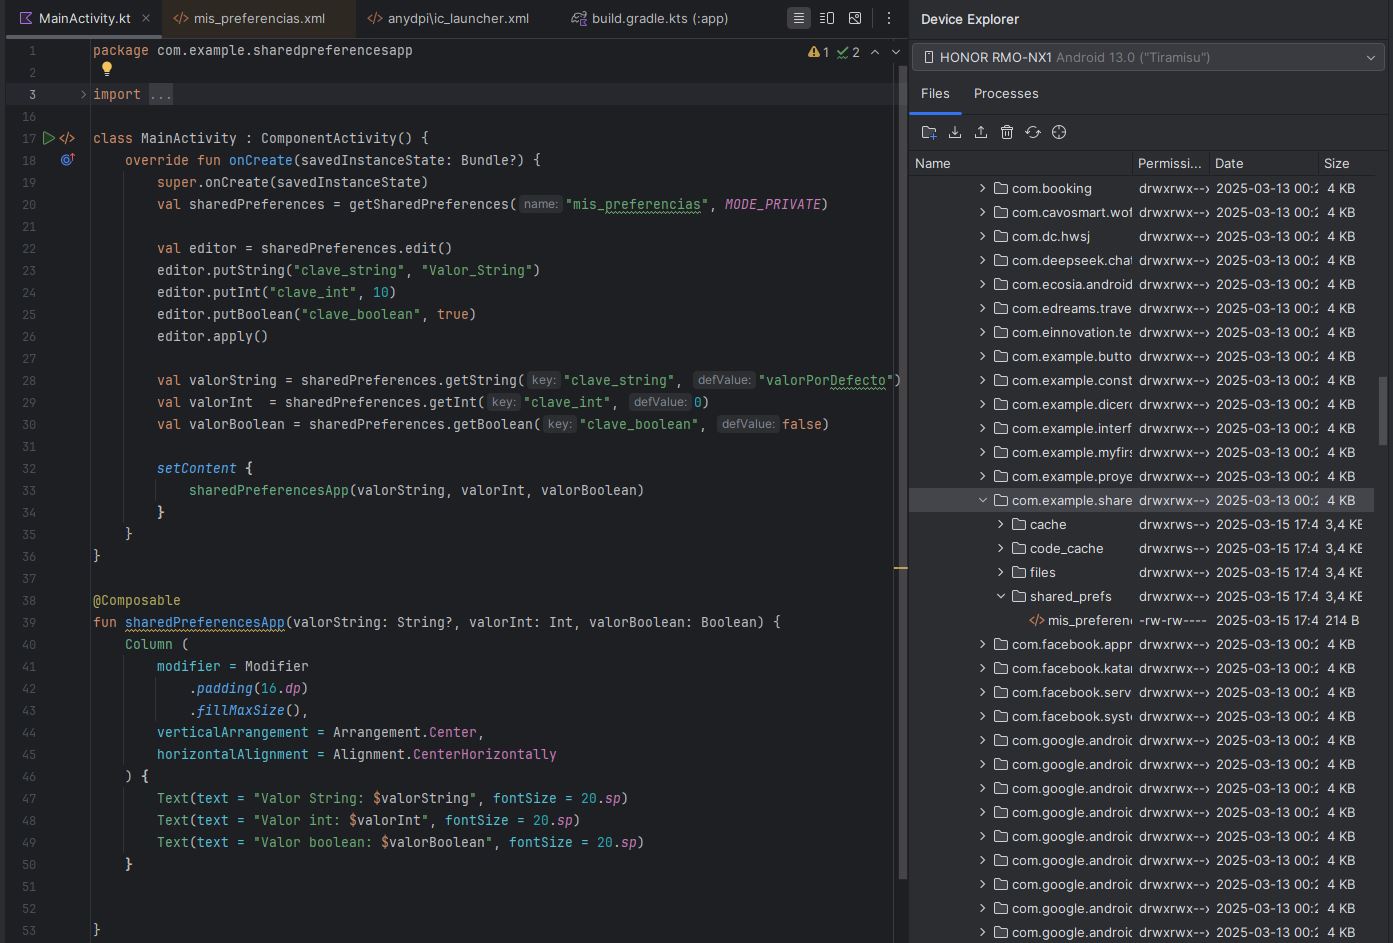 MainActivity.kt
mis_preferencias.xml
anydpi\ic_launcher.xml
build.gradle.kts (:app)
1 package com.example.sharedpreferencesapp
1 2
2
3 import ...
16
17 class MainActivity : ComponentActivity() {
18 override fun onCreate(savedInstanceState: Bundle?) {
19 super.onCreate(savedInstanceState)
20 val sharedPreferences = getSharedPreferences( name: "mis_preferencias", MODE_PRIVATE)
21
22 val editor = sharedPreferences.edit()
23 editor.putString("clave_string", "Valor_String")
24 editor.putInt("clave_int", 10)
25 editor.putBoolean("clave_boolean", true)
26 editor.apply()
27
28 val valorString = sharedPreferences.getString( key: "clave_string", defValue: "valorPorDefecto")
29 val valorInt  = sharedPreferences.getInt( key: "clave_int", defValue: 0)
30 val valorBoolean = sharedPreferences.getBoolean( key: "clave_boolean", defValue: false)
31
32 setContent {
33 sharedPreferencesApp(valorString, valorInt, valorBoolean)
34 }
35 }
36 }
37
38 @Composable
39 fun sharedPreferencesApp(valorString: String?, valorInt: Int, valorBoolean: Boolean) {
40 Column (
41 modifier = Modifier
42 .padding(16.dp)
43 .fillMaxSize(),
44 verticalArrangement = Arrangement.Center,
45 horizontalAlignment = Alignment.CenterHorizontally
46 ) {
47 Text(text = "Valor String: $valorString", fontSize = 20.sp)
48 Text(text = "Valor int: $valorInt", fontSize = 20.sp)
49 Text(text = "Valor boolean: $valorBoolean", fontSize = 20.sp)
50 }
51
52
53 }
Device Explorer
HONOR RMO-NX1 Android 13.0 ("Tiramisu")
Files Processes
Name Permissi... Date Size
com.booking drwxrwx--x 2025-03-13 00:2 4 KB
com.cavosmart.wof drwxrwx--x 2025-03-13 00:2 4 KB
com.dc.hwsj drwxrwx--x 2025-03-13 00:2 4 KB
com.deepseek.chat drwxrwx--x 2025-03-13 00:2 4 KB
com.ecosia.android drwxrwx--x 2025-03-13 00:2 4 KB
com.edreams.trave drwxrwx--x 2025-03-13 00:2 4 KB
com.einnovation.te drwxrwx--x 2025-03-13 00:2 4 KB
com.example.butto drwxrwx--x 2025-03-13 00:2 4 KB
com.example.const drwxrwx--x 2025-03-13 00:2 4 KB
com.example.dicero drwxrwx--x 2025-03-13 00:2 4 KB
com.example.interf drwxrwx--x 2025-03-13 00:2 4 KB
com.example.myfirs drwxrwx--x 2025-03-13 00:2 4 KB
com.example.proye drwxrwx--x 2025-03-13 00:2 4 KB
com.example.share drwxrwx--x 2025-03-13 00:2 4 KB
cache drwxrws--x 2025-03-15 17:4 3,4 KE
code_cache drwxrws--x 2025-03-15 17:4 3,4 KE
files drwxrwx--x 2025-03-15 17:4 3,4 KE
shared_prefs drwxrwx--x 2025-03-15 17:4 3,4 KE
mis_preferen -rw-rw---- 2025-03-15 17:4 214 B
com.facebook.appm drwxrwx--x 2025-03-13 00:2 4 KB
com.facebook.katan drwxrwx--x 2025-03-13 00:2 4 KB
com.facebook.serv drwxrwx--x 2025-03-13 00:2 4 KB
com.facebook.syste drwxrwx--x 2025-03-13 00:2 4 KB
com.google.android drwxrwx--x 2025-03-13 00:2 4 KB
com.google.android drwxrwx--x 2025-03-13 00:2 4 KB
com.google.android drwxrwx--x 2025-03-13 00:2 4 KB
com.google.android drwxrwx--x 2025-03-13 00:2 4 KB
com.google.android drwxrwx--x 2025-03-13 00:2 4 KB
com.google.android drwxrwx--x 2025-03-13 00:2 4 KB
com.google.android drwxrwx--x 2025-03-13 00:2 4 KB
com.google.android drwxrwx--x 2025-03-13 00:2 4 KB
com.google.android drwxrwx--x 2025-03-13 00:2 4 KB